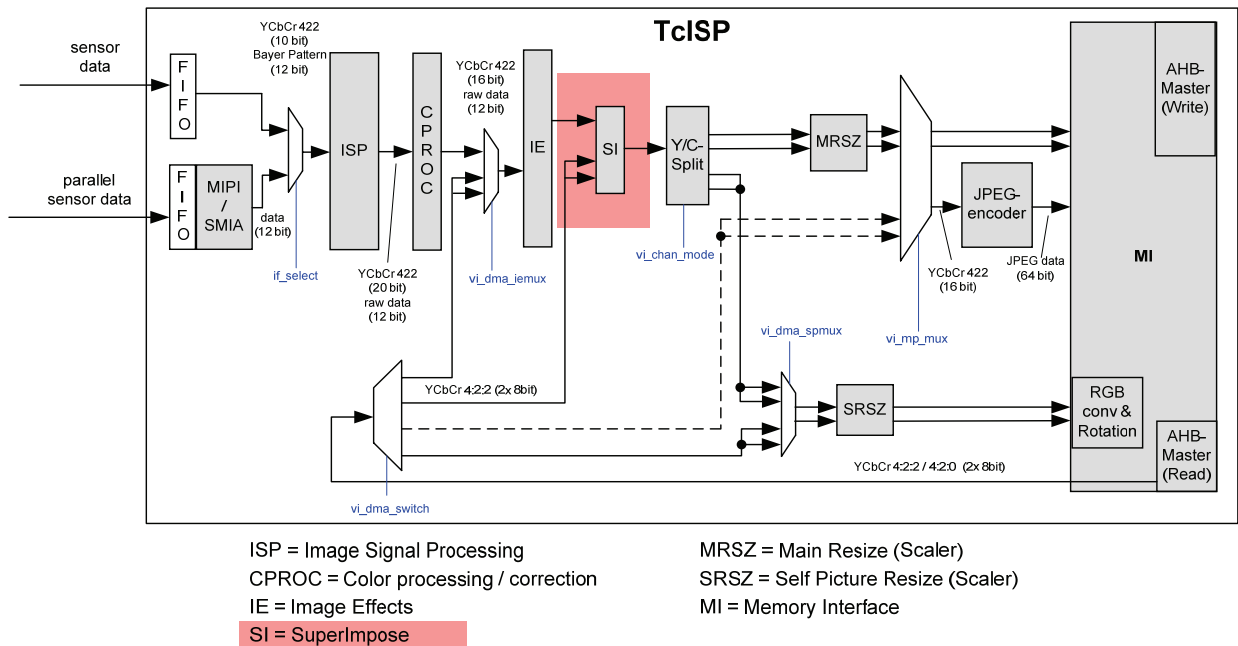 TcISP
sensor
data
parallel
sensor data
FIFO
FIFO
MIPI
/
SMIA
data
(12 bit)
YCbCr 422
(10 bit)
Bayer Pattern
(12 bit)
if_select
ISP
YCbCr 422
(20 bit)
raw data
(12 bit)
CPROC
YCbCr 422
(16 bit)
raw data
(12 bit)
vi_dma_iemux
IE
SI
Y/C-
Split
vi_chan_mode
MRSZ
vi_mp_mux
YCbCr 422
(16 bit)
JPEG-
encoder
JPEG data
(64 bit)
MI
AHB-
Master
(Write)
vi_dma_spmux
YCbCr 4:2:2 (2x 8bit)
SRSZ
RGB
conv &
Rotation
AHB-
Master
(Read)
YCbCr 4:2:2 / 4:2:0 (2x 8bit)
vi_dma_switch
ISP = Image Signal Processing
CPROC = Color processing / correction
IE = Image Effects
SI = SuperImpose
MRSZ = Main Resize (Scaler)
SRSZ = Self Picture Resize (Scaler)
MI = Memory Interface